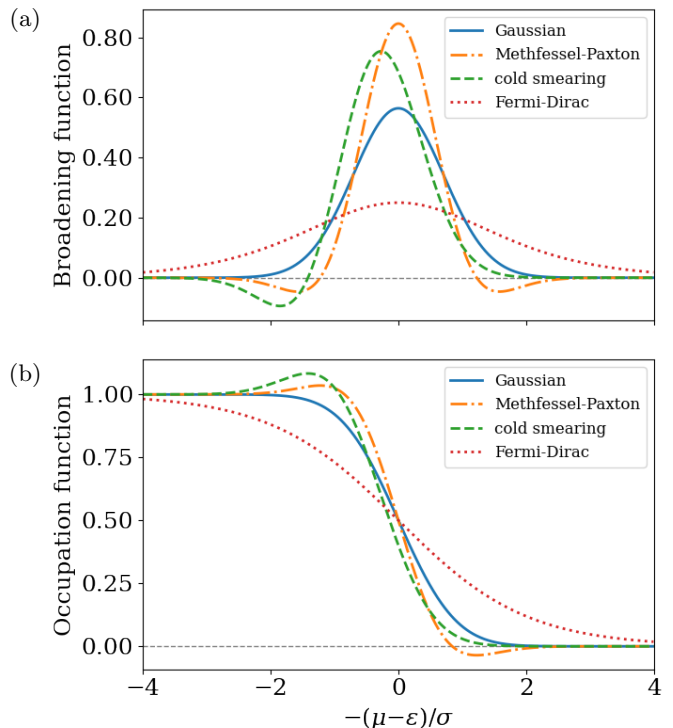 (a)
Broadening function
0.80
0.60
0.40
0.20
0.00
Gaussian
Methfessel-Paxton
cold smearing
Fermi-Dirac
(b)
Occupation function
1.00
0.75
0.50
0.25
0.00
Gaussian
Methfessel-Paxton
cold smearing
Fermi-Dirac
−4 −2 0 2 4
−(μ−ε)/σ